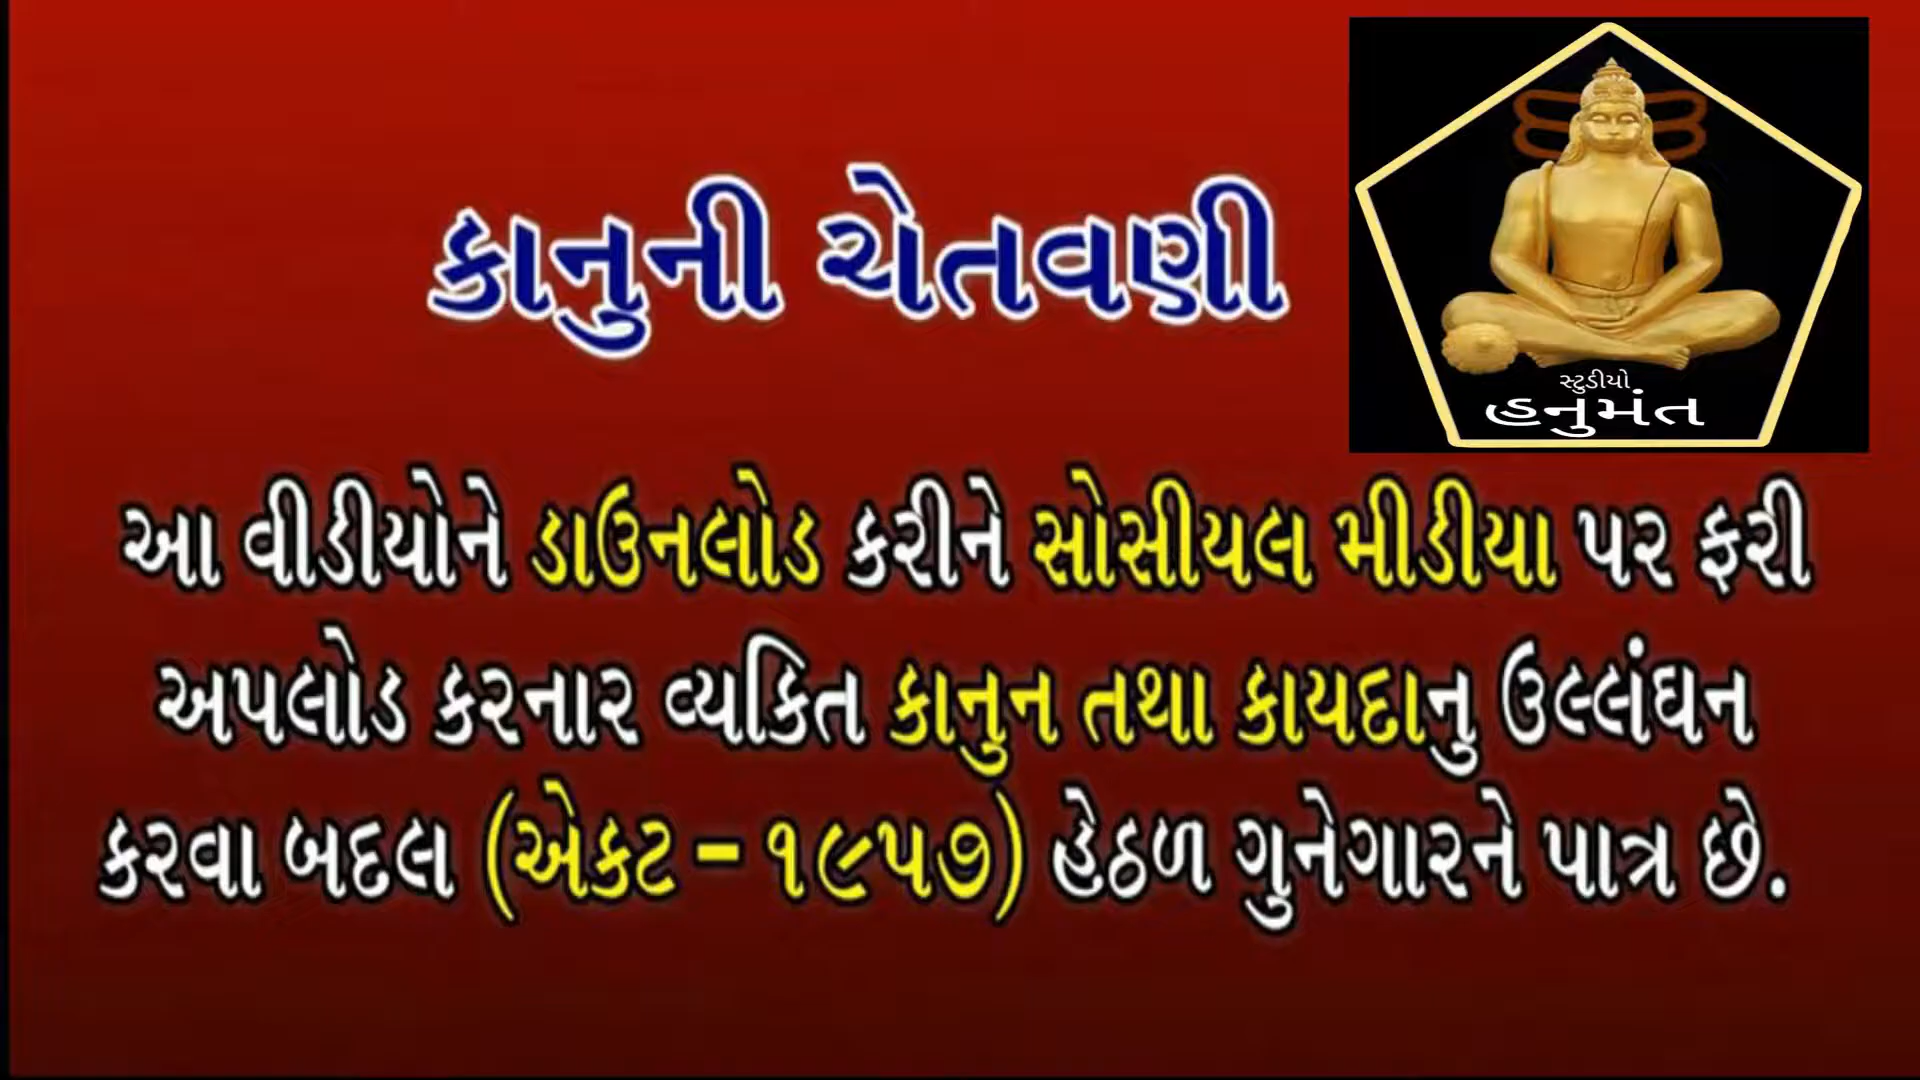 કાનુની ચેતવણી
સ્ટુડીયો
હનુમંત
આ વીડીયોને ડાઉનલોડ કરીને સોસીયલ મીડીયા પર ફરી
અપલોડ કરનાર વ્યકિત કાનુન તથા કાયદાનુ ઉલ્લંઘન
કરવા બદલ (એકટ – ૧૯૫૭) હેઠળ ગુનેગારને પાત્ર છે.